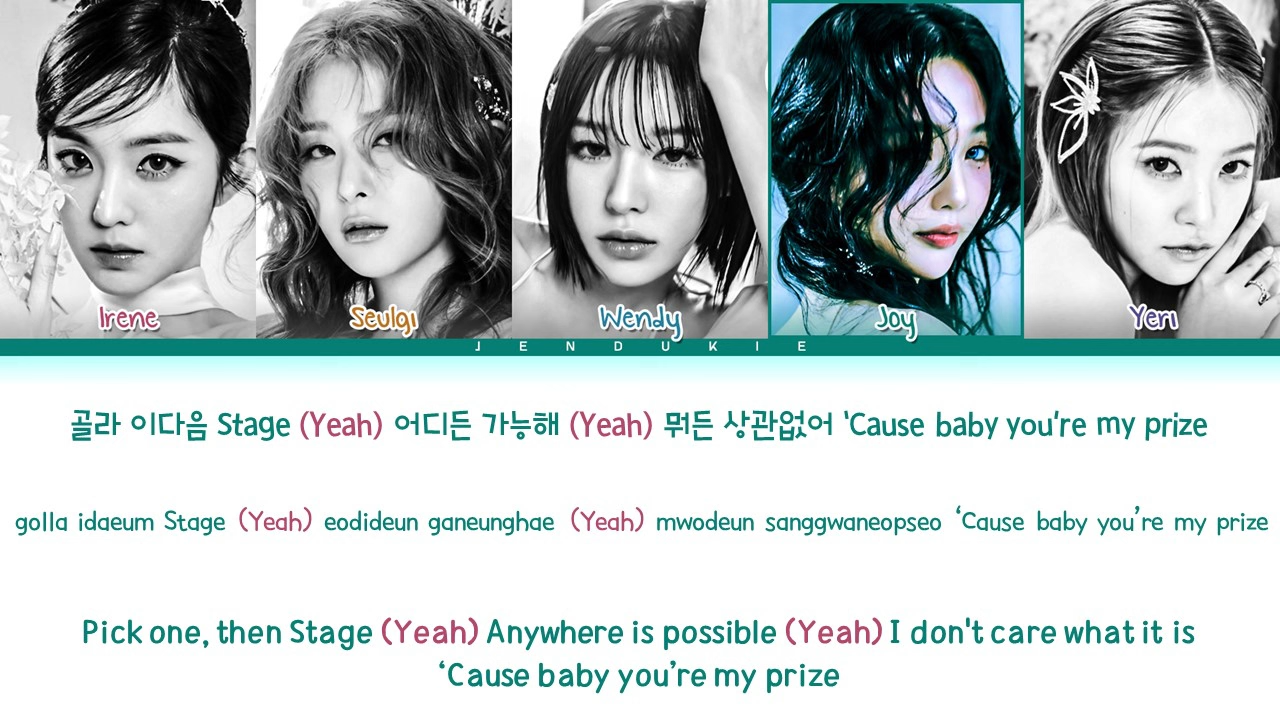 Irene
Seulgi
Wendy
Joy
Yeri
JENDUKIE
골라 이다음 Stage (Yeah) 어디든 가능해 (Yeah) 뭐든 상관없어 ‘Cause baby you're my prize
golla idaeum Stage (Yeah) eodideun ganeunghae (Yeah) mwodeun sanggwaneopseo ‘Cause baby you’re my prize
Pick one, then Stage (Yeah) Anywhere is possible (Yeah) I don't care what it is
‘Cause baby you’re my prize